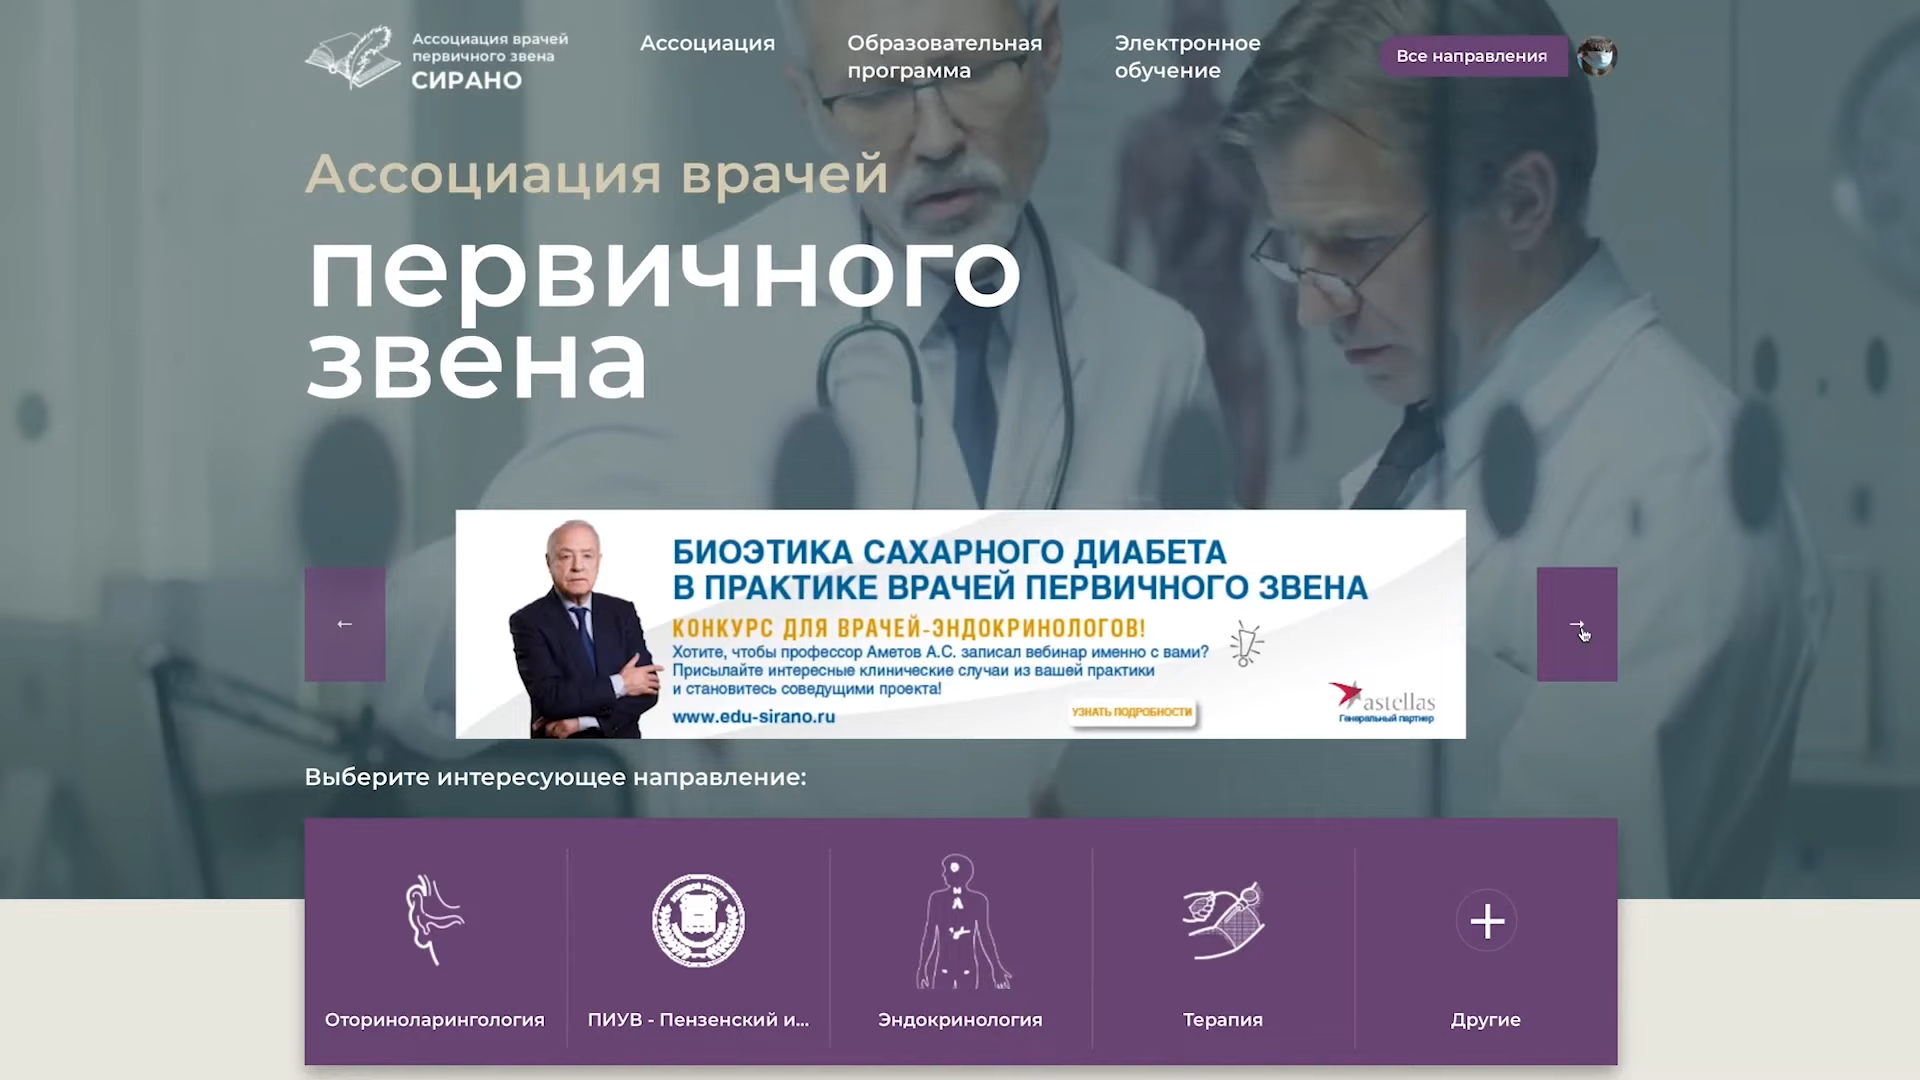 Ассоциация врачей
первичного звена
СИРАНО
Ассоциация
Образовательная
программа
Электронное
обучение
Все направления
Ассоциация врачей
первичного
звена
БИОЭТИКА САХАРНОГО ДИАБЕТА
В ПРАКТИКЕ ВРАЧЕЙ ПЕРВИЧНОГО ЗВЕНА
КОНКУРС ДЛЯ ВРАЧЕЙ-ЭНДОКРИНОЛОГОВ!
Хотите, чтобы профессор Аметов А.С. записал вебинар именно с вами?
Присылайте интересные клинические случаи из вашей практики
и становитесь соведущими проекта!
www.edu-sirano.ru
УЗНАТЬ ПОДРОБНОСТИ
astellas
Генеральный партнер
←
→
Выберите интересующее направление:
Оториноларингология
ПИУВ - Пензенский и...
Эндокринология
Терапия
Другие